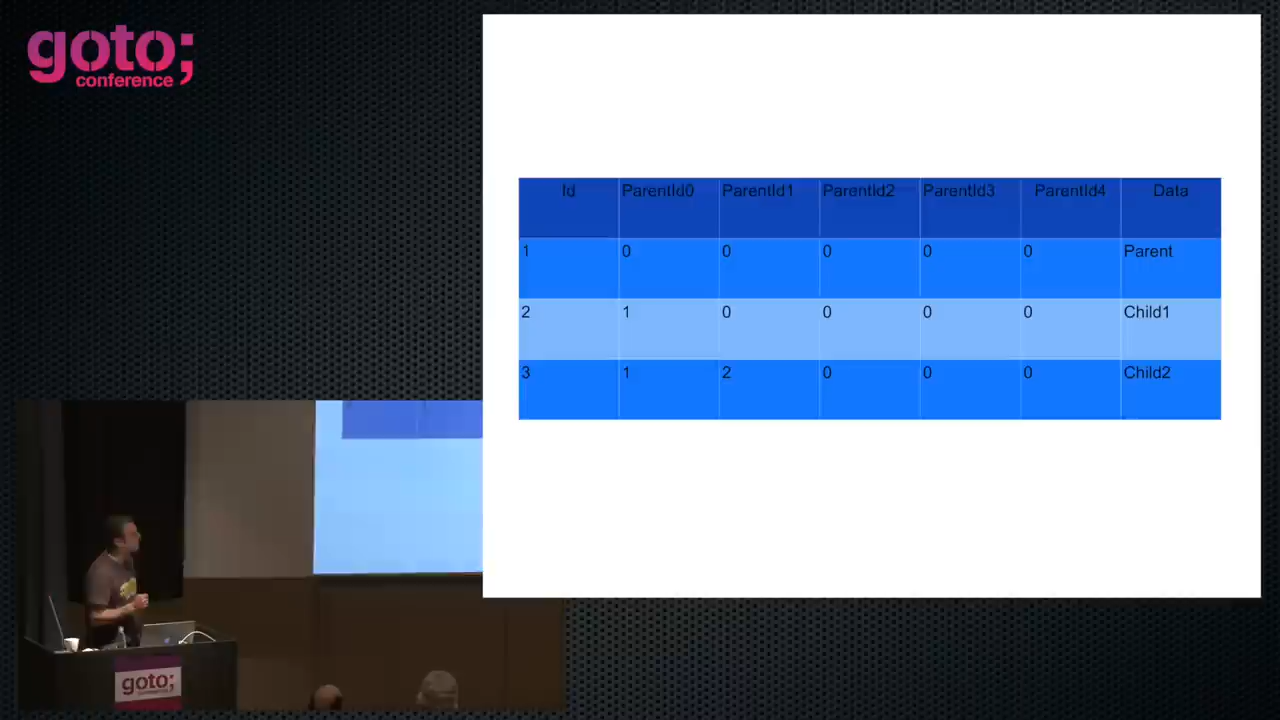 goto;
conference
Id ParentId0 ParentId1 ParentId2 ParentId3 ParentId4 Data
1 0 0 0 0 0 Parent
2 1 0 0 0 0 Child1
3 1 2 0 0 0 Child2
goto;
conference